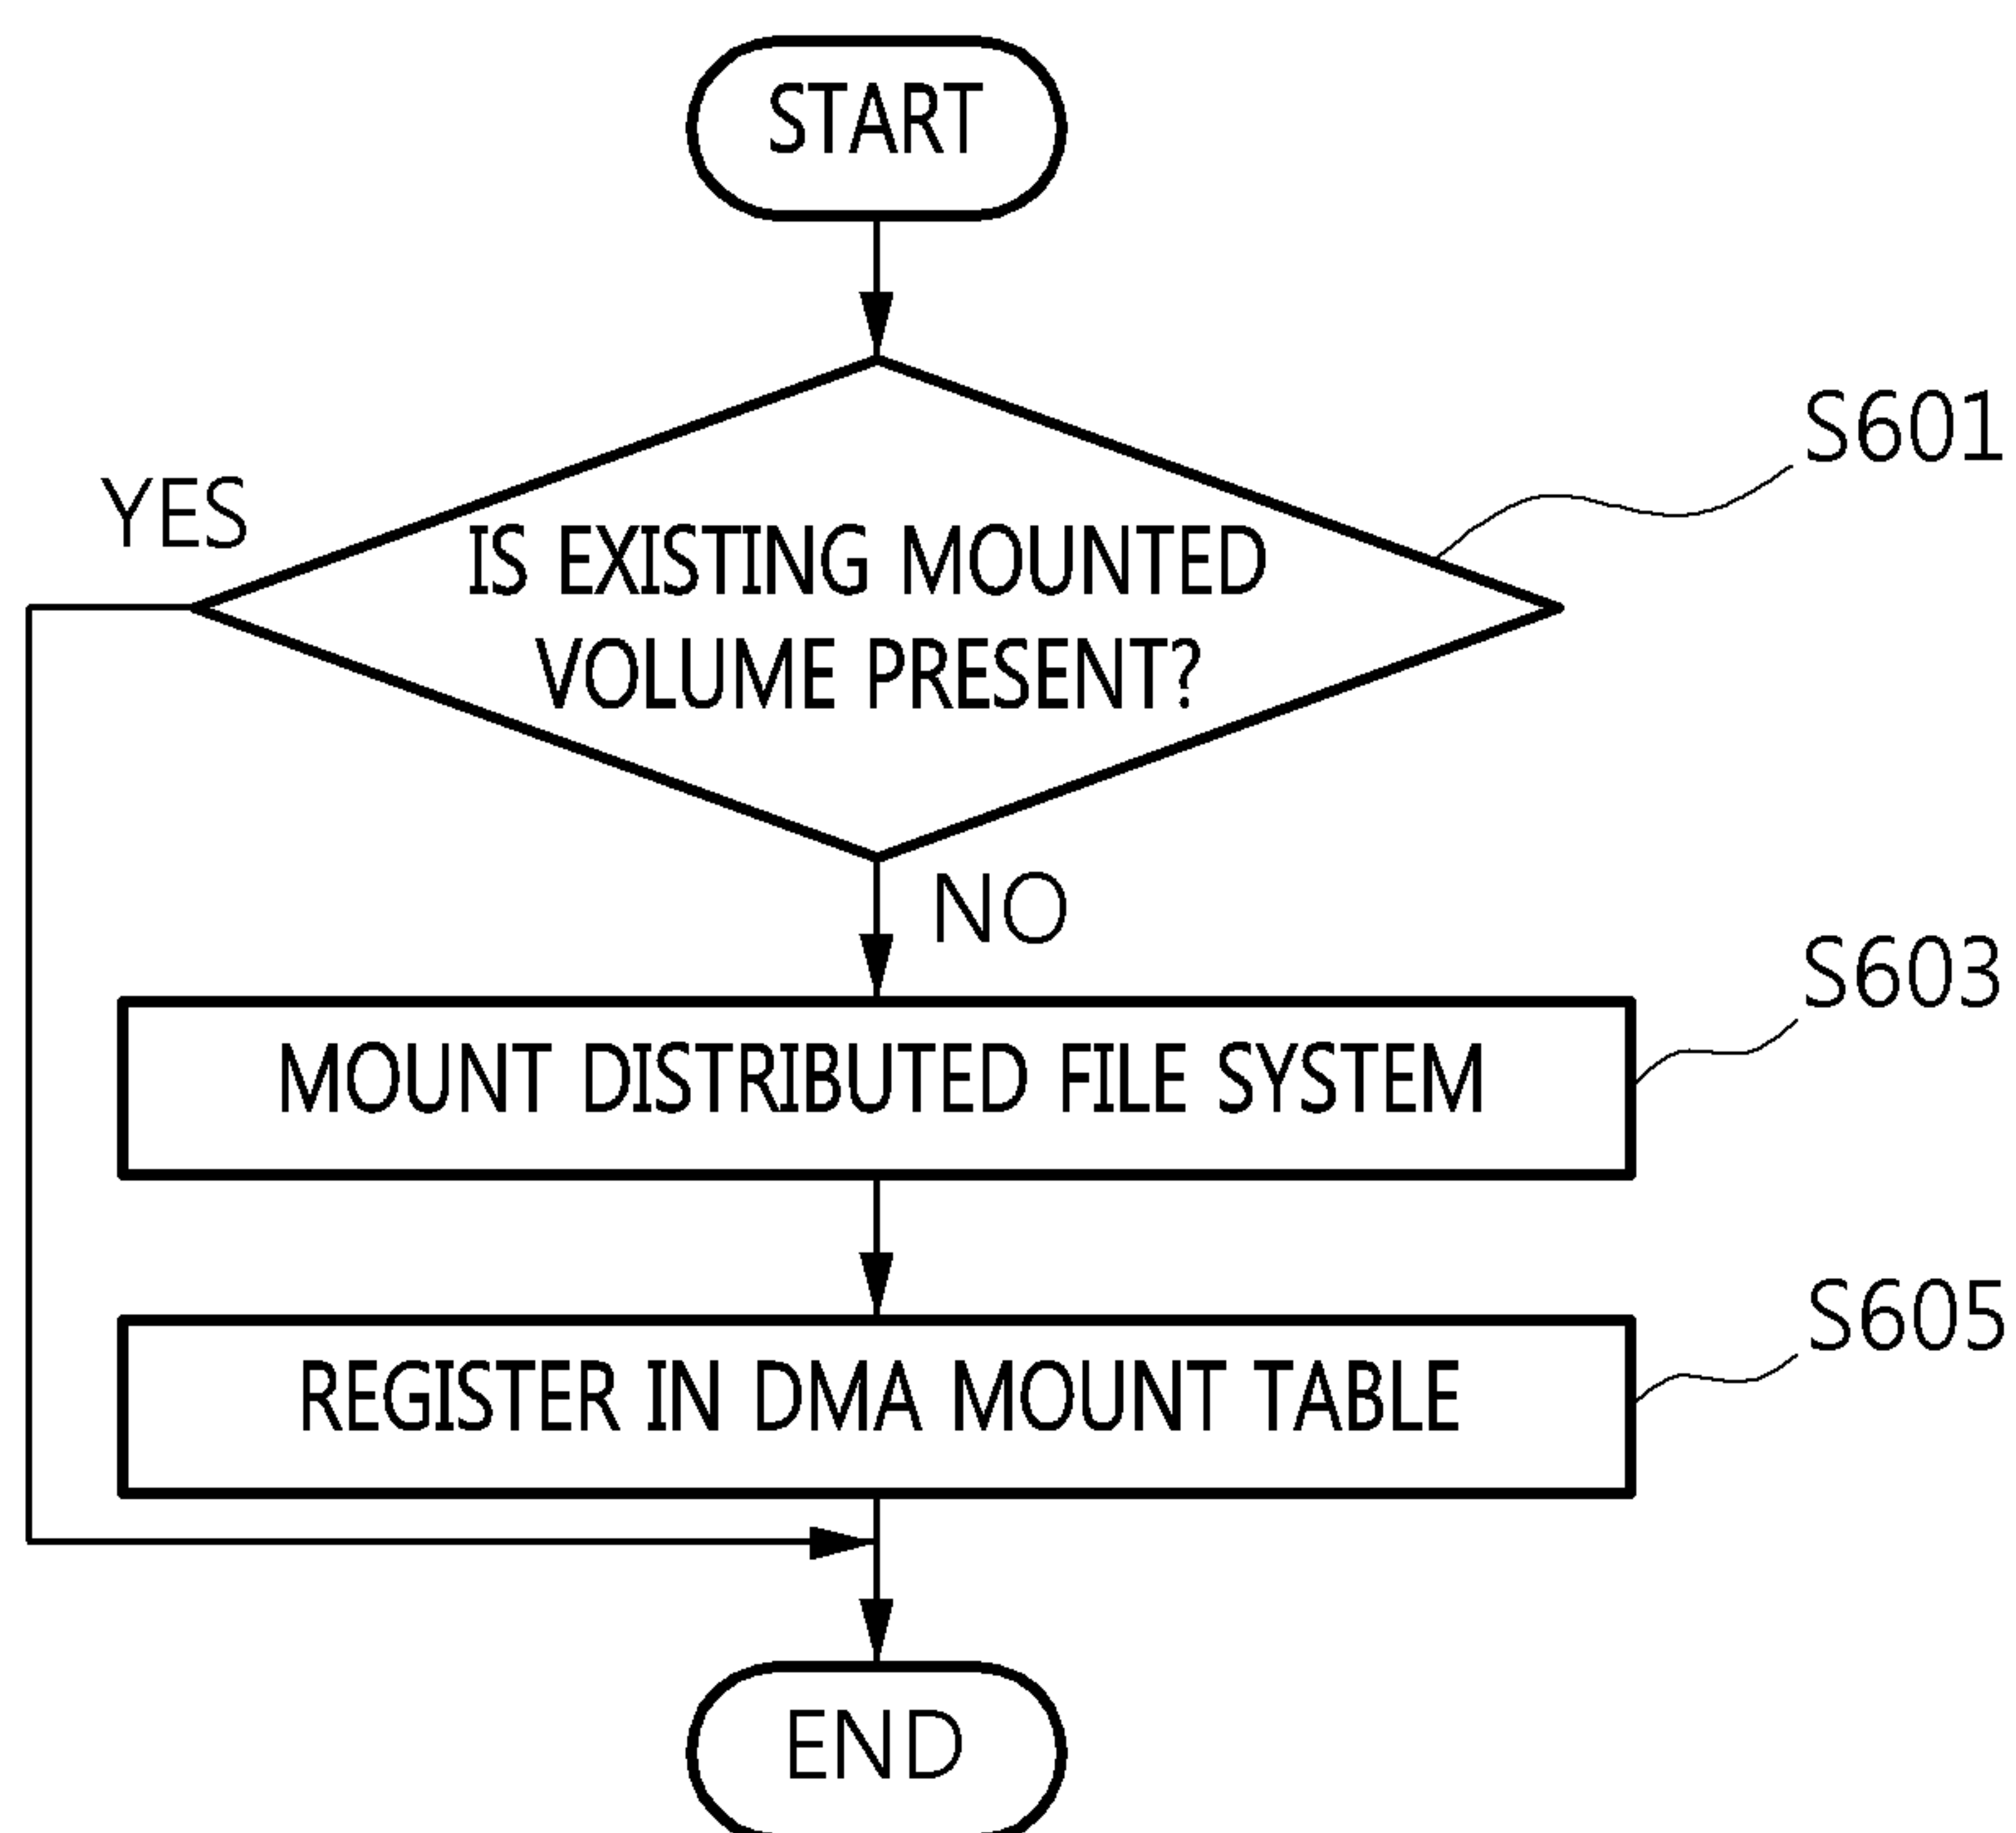 START
S601
YES
IS EXISTING MOUNTED
VOLUME PRESENT?
NO
S603
MOUNT DISTRIBUTED FILE SYSTEM
S605
REGISTER IN DMA MOUNT TABLE
END